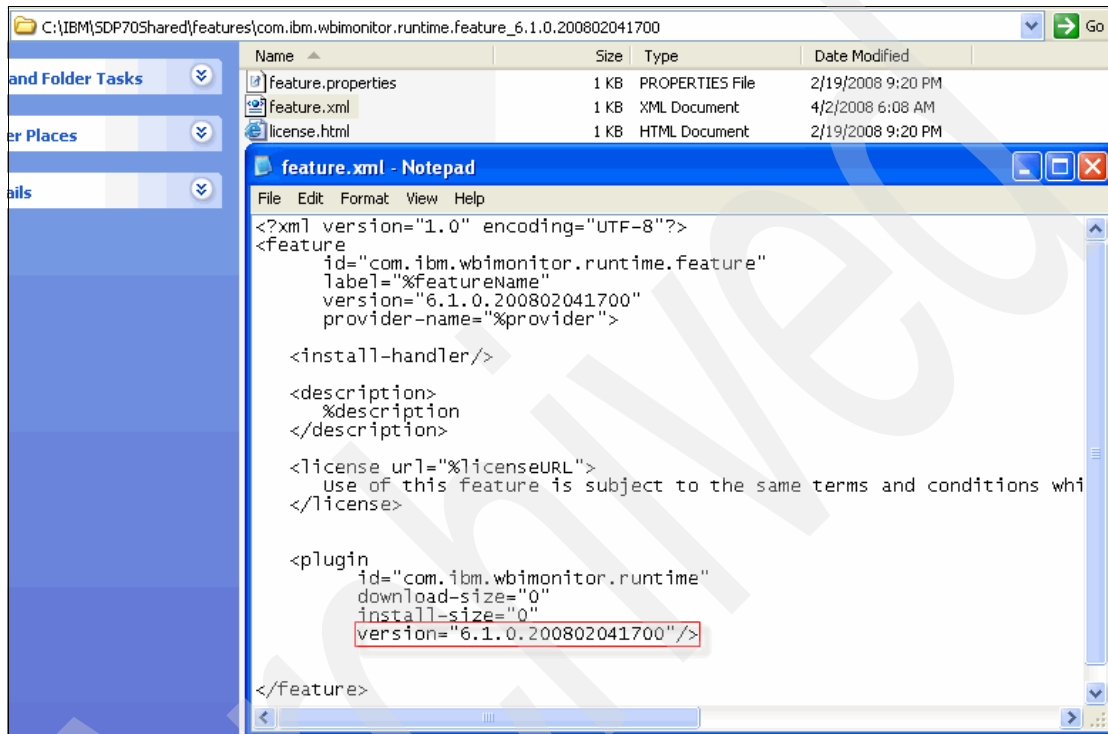 C:\IBM\SDP70Shared\features\com.ibm.wbimonitor.runtime.feature_6.1.0.200802041700 Go
Name Size Type Date Modified
and Folder Tasks
feature.properties 1 KB PROPERTIES File 2/19/2008 9:20 PM
feature.xml 1 KB XML Document 4/2/2008 6:08 AM
license.html 1 KB HTML Document 2/19/2008 9:20 PM
er Places
ails
feature.xml - Notepad
File Edit Format View Help
<?xml version="1.0" encoding="UTF-8"?>
<feature
id="com.ibm.wbimonitor.runtime.feature"
label="%featureName"
version="6.1.0.200802041700"
provider-name="%provider">
<install-handler/>
<description>
%description
</description>
<license url="%licenseURL">
Use of this feature is subject to the same terms and conditions whi
</license>
<plugin
id="com.ibm.wbimonitor.runtime"
download-size="0"
install-size="0"
version="6.1.0.200802041700"/>
</feature>